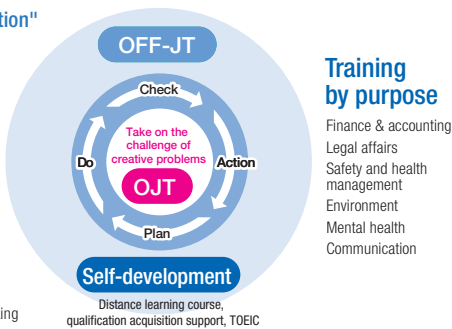 tion"
OFF-JT
Check
Take on the
challenge of
creative problems
Do
Action
OJT
Plan
Self-development
Distance learning course,
qualification acquisition support, TOEIC
Training
by purpose
Finance & accounting
Legal affairs
Safety and health
management
Environment
Mental health
Communication